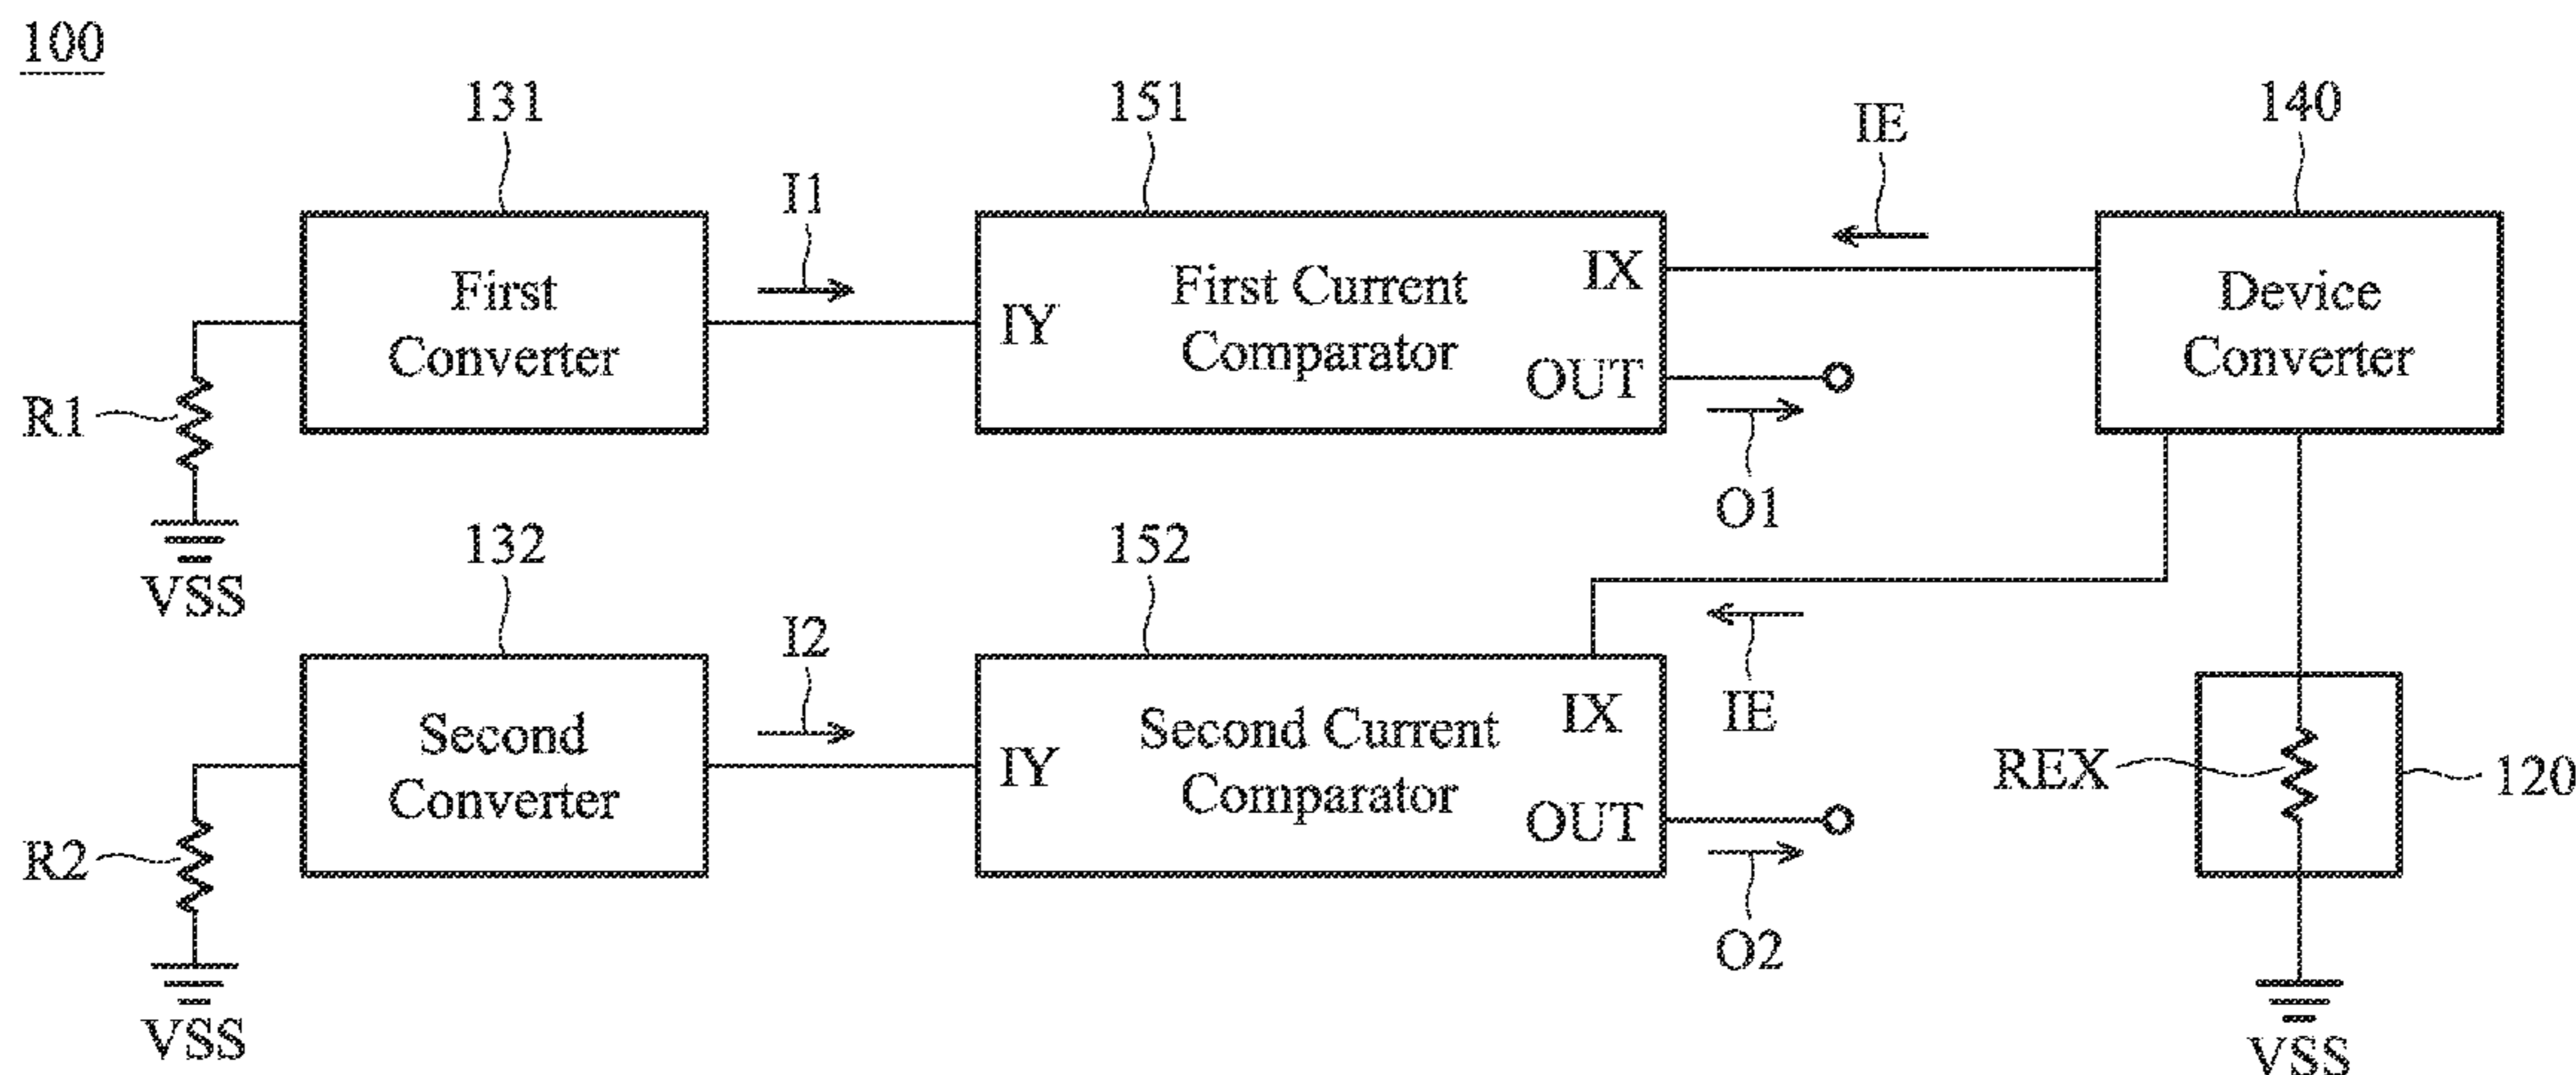 100
131
151
IE
140
I1
First
Converter
IY
First Current
Comparator
IX
OUT
Device
Converter
R1
O1
VSS
132
152
I2
IE
Second
Converter
IY
Second Current
Comparator
IX
OUT
REX
120
R2
O2
VSS
VSS